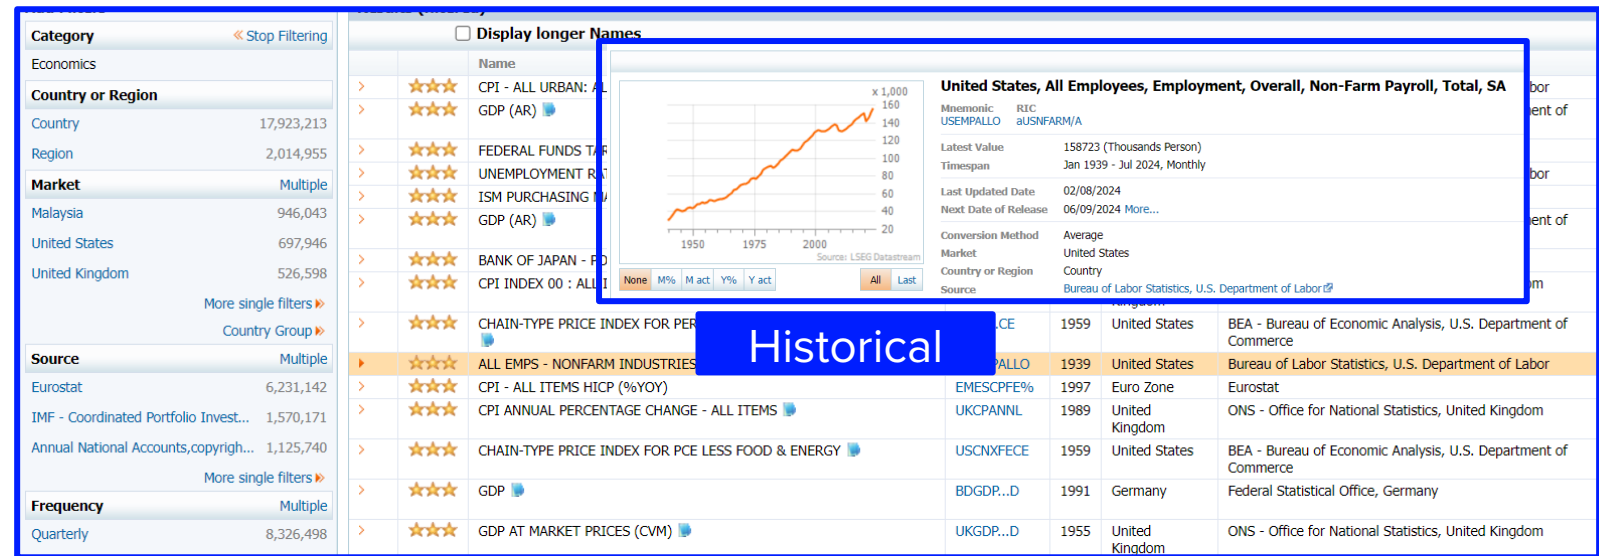 Category « Stop Filtering
Economics
Country or Region
Country 17,923,213
Region 2,014,955
Market Multiple
Malaysia 946,043
United States 697,946
United Kingdom 526,598
More single filters »
Country Group »
Source Multiple
Eurostat 6,231,142
IMF - Coordinated Portfolio Invest... 1,570,171
Annual National Accounts,copyrigh... 1,125,740
More single filters »
Frequency Multiple
Quarterly 8,326,498
Display longer Names
Name
CPI - ALL URBAN:
GDP (AR)
FEDERAL FUNDS
UNEMPLOYMENT
ISM PURCHASING
GDP (AR)
BANK OF JAPAN -
CPI INDEX 00 : ALL
CHAIN-TYPE PRICE INDEX FOR .CE 1959 United States BEA - Bureau of Economic Analysis, U.S. Department of
Commerce
ALL EMPS - NONFARM INDUSTRIES 1939 United States Bureau of Labor Statistics, U.S. Department of Labor
CPI - ALL ITEMS HICP (%YOY) EMESCPFE% 1997 Euro Zone Eurostat
CPI ANNUAL PERCENTAGE CHANGE - ALL ITEMS UKCPANNL 1989 United ONS - Office for National Statistics, United Kingdom
Kingdom
CHAIN-TYPE PRICE INDEX FOR PCE LESS FOOD & ENERGY USCNXFECE 1959 United States BEA - Bureau of Economic Analysis, U.S. Department of
Commerce
GDP BDGDP...D 1991 Germany Federal Statistical Office, Germany
GDP AT MARKET PRICES (CVM) UKGDP...D 1955 United ONS - Office for National Statistics, United Kingdom
Kingdom
x 1,000
160
140
120
100
80
60
40
20
1950 1975 2000
Source: LSEG Datastream
None M% M act Y% Y act All Last
United States, All Employees, Employment, Overall, Non-Farm Payroll, Total, SA
Mnemonic RIC
USEMPALLO aUSNFARM/A
Latest Value 158723 (Thousands Person)
Timespan Jan 1939 - Jul 2024, Monthly
Last Updated Date 02/08/2024
Next Date of Release 06/09/2024 More...
Conversion Method Average
Market United States
Country or Region Country
Source Bureau of Labor Statistics, U.S. Department of Labor
Historical